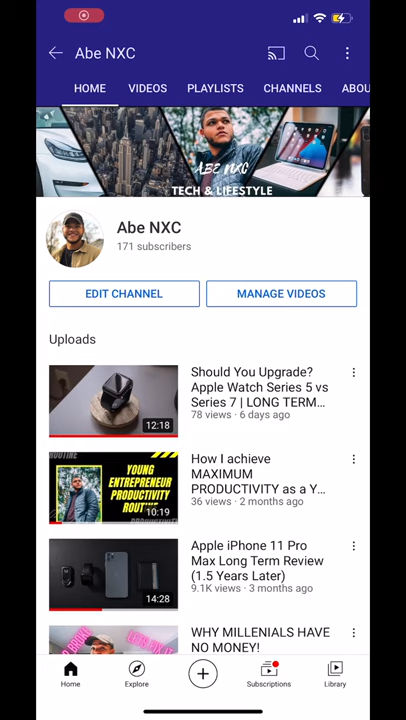 Abe NXC
HOME VIDEOS PLAYLISTS CHANNELS ABOU
ABE NXC
TECH & LIFESTYLE
Abe NXC
171 subscribers
EDIT CHANNEL MANAGE VIDEOS
Uploads
Should You Upgrade?
Apple Watch Series 5 vs
Series 7 | LONG TERM...
78 views · 6 days ago
12:18
How I achieve
MAXIMUM
PRODUCTIVITY as a Y...
36 views · 2 months ago
ROUTINE
YOUNG
ENTREPRENEUR
PRODUCTIVITY
ROUT
10:19
Apple iPhone 11 Pro
Max Long Term Review
(1.5 Years Later)
9.1K views · 3 months ago
14:28
WHY MILLENIALS HAVE
NO MONEY!
Home Explore Subscriptions Library